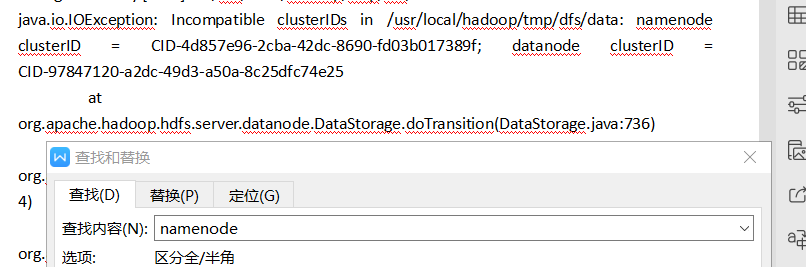 java.io.IOException: Incompatible clusterIDs in /usr/local/hadoop/tmp/dfs/data: namenode
clusterID = CID-4d857e96-2cba-42dc-8690-fd03b017389f; datanode clusterID =
CID-97847120-a2dc-49d3-a50a-8c25dfc74e25
at
org.apache.hadoop.hdfs.server.datanode.DataStorage.doTransition(DataStorage.java:736)
org.
4)
org.
查找和替换
查找(D) 替换(P) 定位(G)
查找内容(N): namenode
选项: 区分全/半角